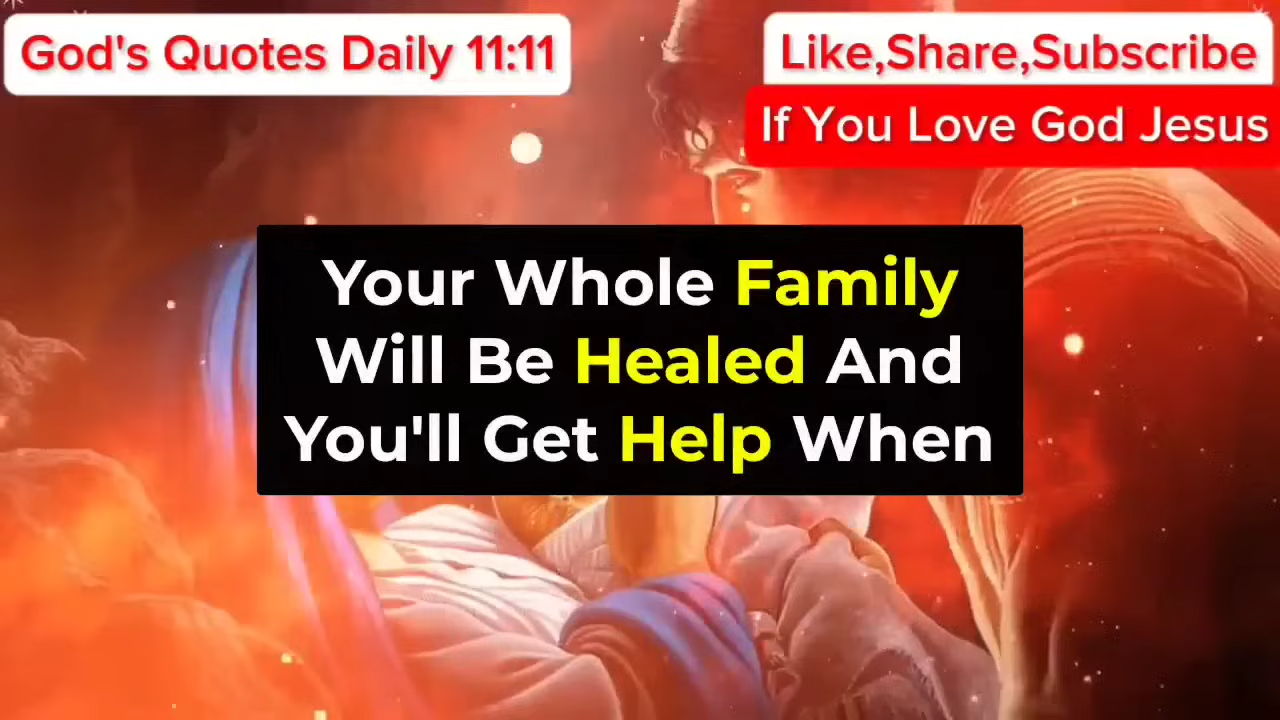 God's Quotes Daily 11:11
Like,Share,Subscribe
If You Love God Jesus
Your Whole Family
Will Be Healed And
You'll Get Help When